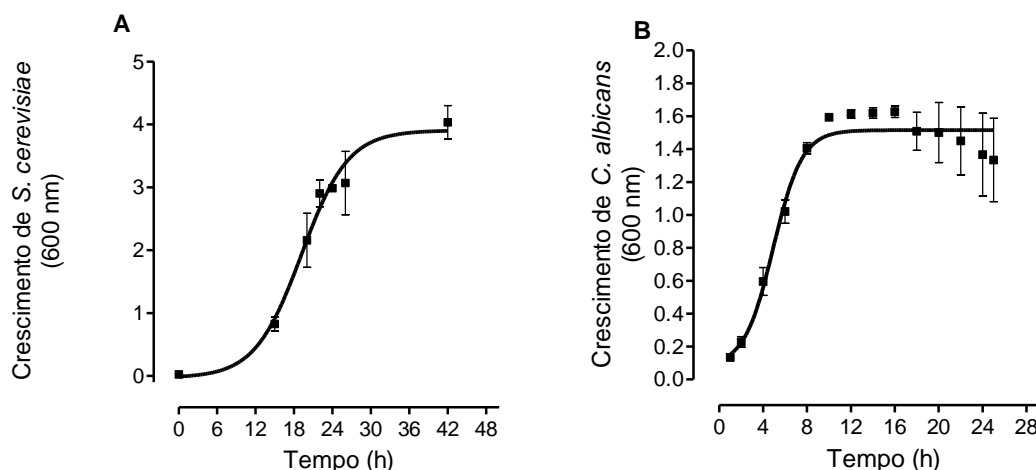 A
Crescimento de S. cerevisiae
(600 nm)
5
4
3
2
1
0
0 6 12 18 24 30 36 42 48
Tempo (h)
B
Crescimento de C. albicans
(600 nm)
2.0
1.8
1.6
1.4
1.2
1.0
0.8
0.6
0.4
0.2
0.0
0 4 8 12 16 20 24 28
Tempo (h)